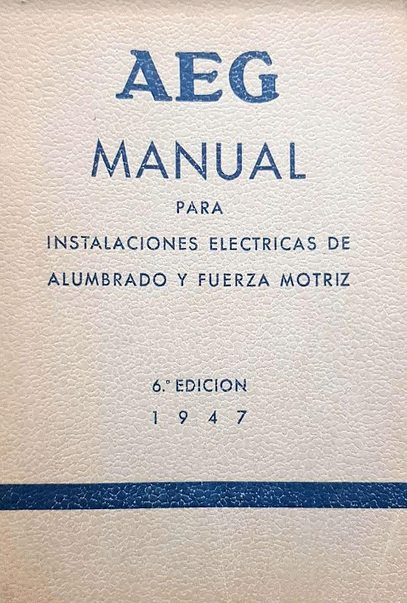 AEG
MANUAL
PARA
INSTALACIONES ELECTRICAS DE
ALUMBRADO Y FUERZA MOTRIZ
6.ª EDICION
1947